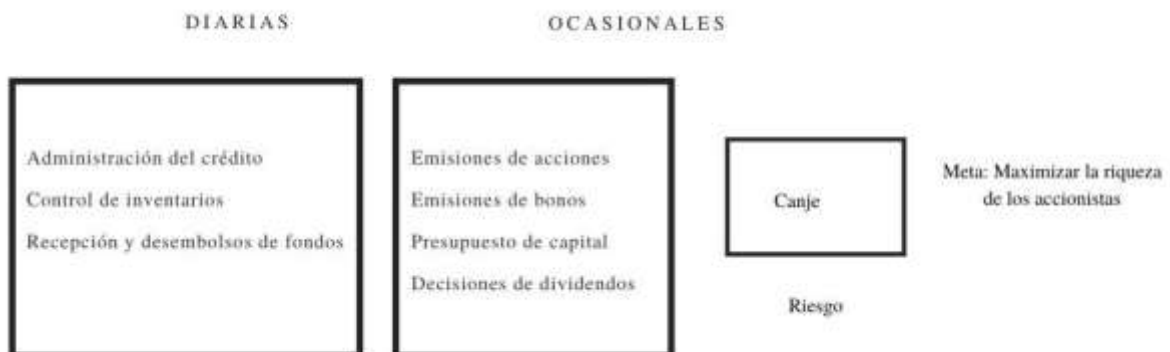 DIARIAS
OCASIONALES
Administración del crédito
Control de inventarios
Recepción y desembolsos de fondos
Emisiones de acciones
Emisiones de bonos
Presupuesto de capital
Decisiones de dividendos
Canje
Riesgo
Meta: Maximizar la riqueza
de los accionistas